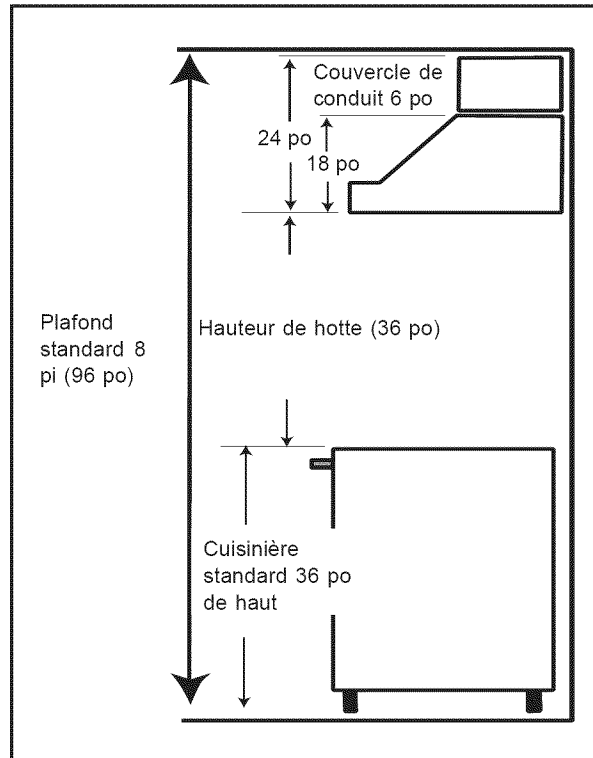 Couvercle de
conduit 6 po
24 po
18 po
Plafond
standard 8
pi (96 po)
Hauteur de hotte (36 po)
Cuisinière
standard 36 po
de haut